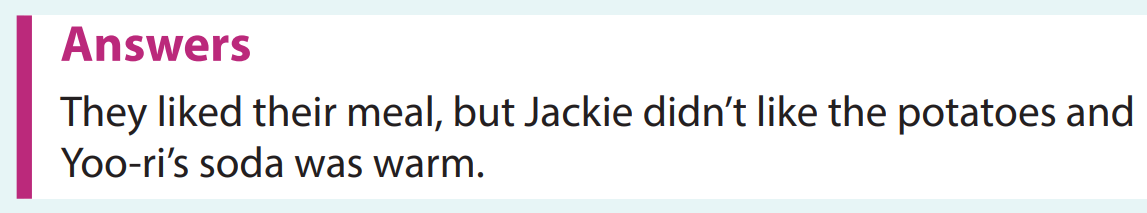 Answers
They liked their meal, but Jackie didn’t like the potatoes and
Yoo-ri’s soda was warm.